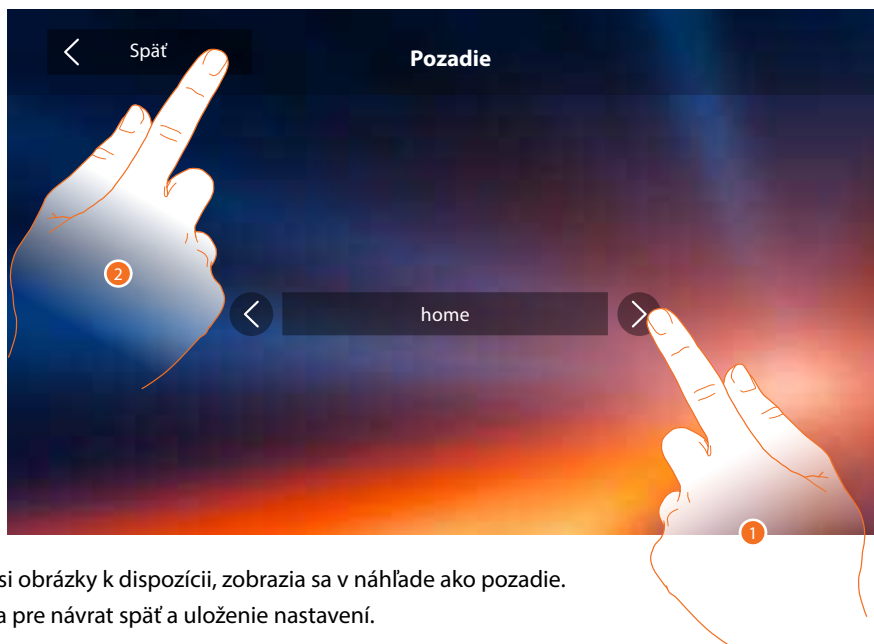 Späť
Pozadie
2
home
1
si obrázky k dispozícii, zobrazia sa v náhľade ako pozadie.
a pre návrat späť a uloženie nastavení.